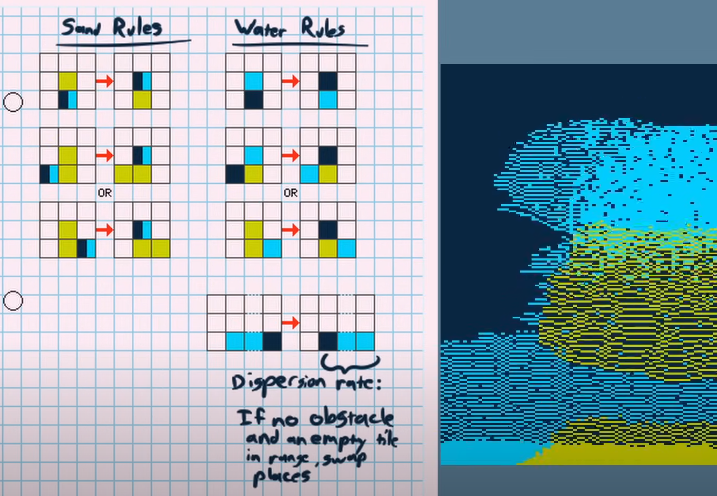 Sand Rules
Water Rules
OR
OR
Dispersion rate:
If no obstacle
and an empty tile
in range, swap
places